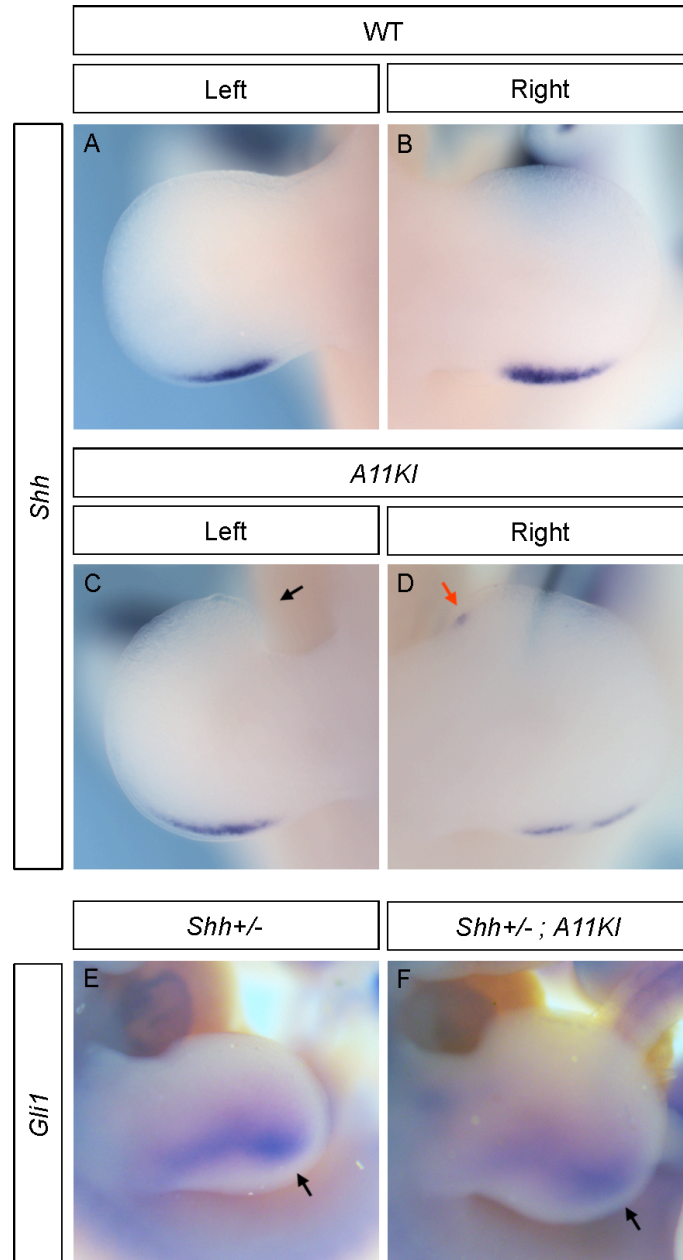 WT
Left
Right
A
B
Shh
A11KI
Left
Right
C
D
Shh+/-
Shh+/- ; A11KI
E
F
Gli1